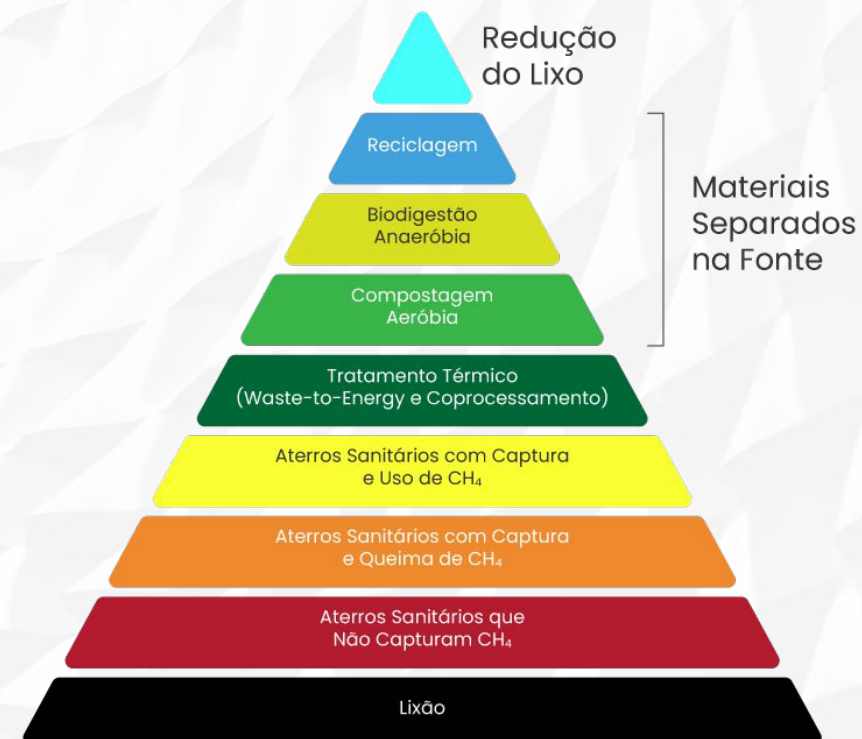 Redução
do Lixo
Reciclagem
Biodigestão
Anaeróbia
Compostagem
Aeróbia
Materiais
Separados
na Fonte
Tratamento Térmico
(Waste-to-Energy e Coprocessamento)
Aterros Sanitários com Captura
e Uso de CH₄
Aterros Sanitários com Captura
e Queima de CH₄
Aterros Sanitários que
Não Capturam CH₄
Lixão